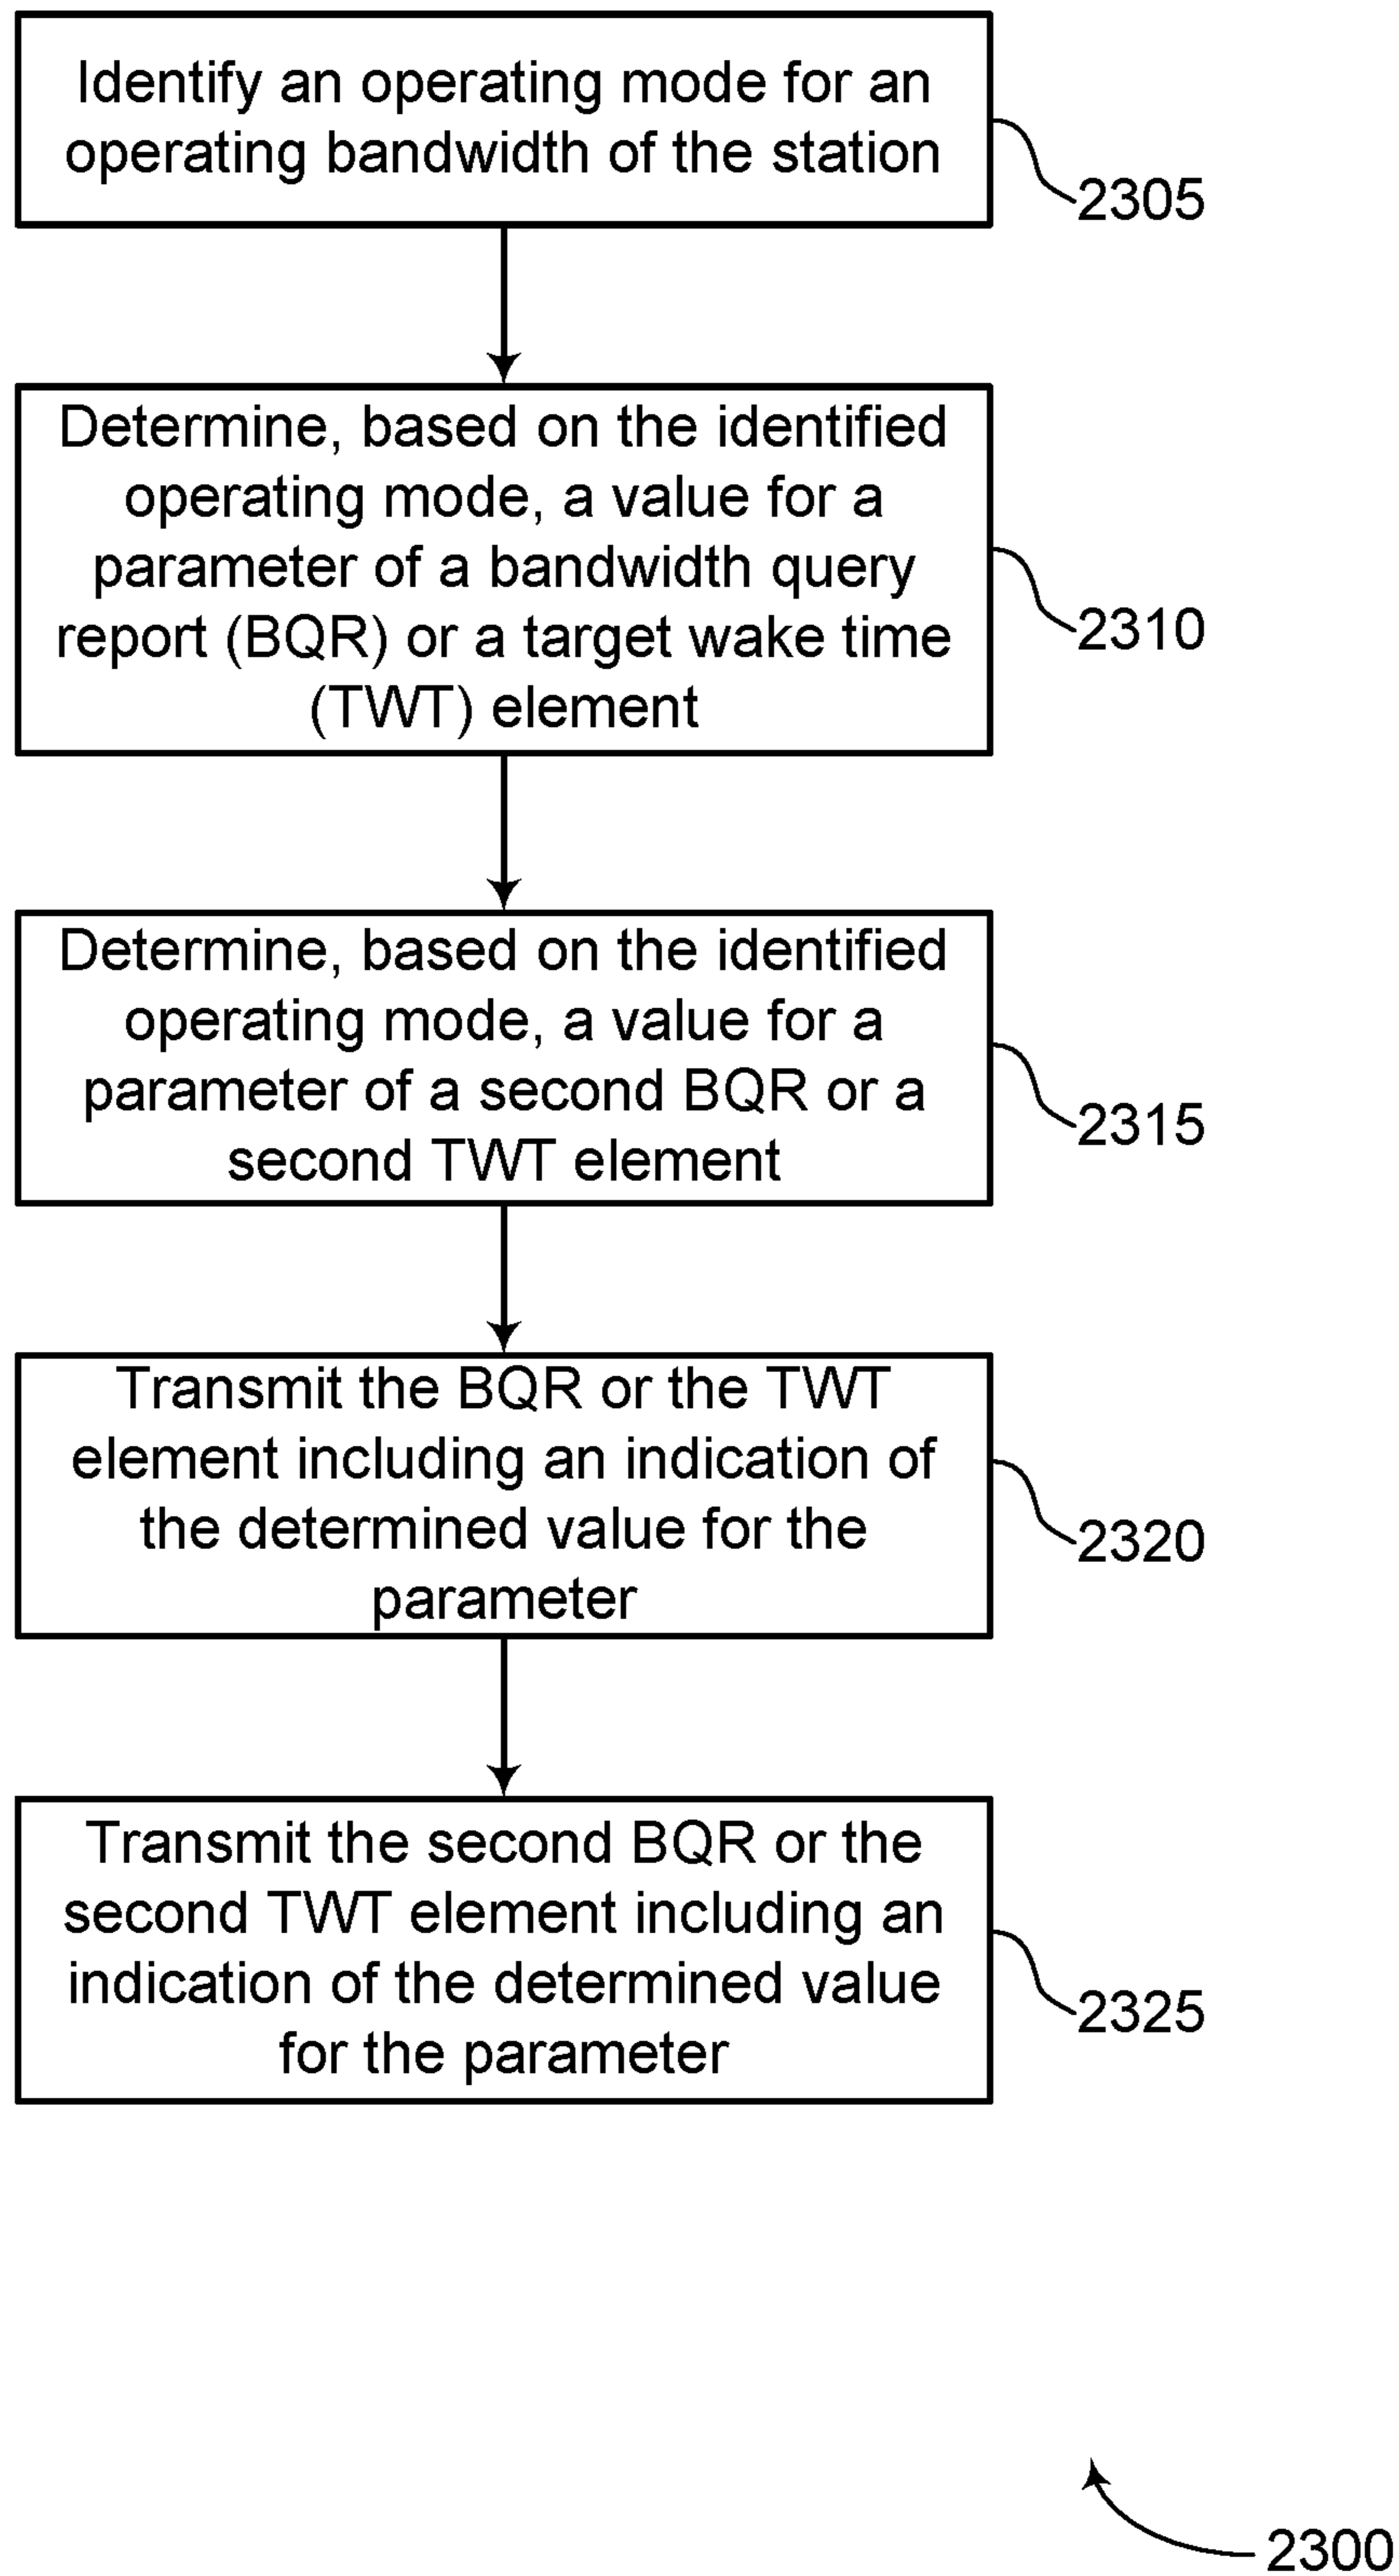 Identify an operating mode for an
operating bandwidth of the station
2305
Determine, based on the identified
operating mode, a value for a
parameter of a bandwidth query
report (BQR) or a target wake time
(TWT) element
2310
Determine, based on the identified
operating mode, a value for a
parameter of a second BQR or a
second TWT element
2315
Transmit the BQR or the TWT
element including an indication of
the determined value for the
parameter
2320
Transmit the second BQR or the
second TWT element including an
indication of the determined value
for the parameter
2325
2300